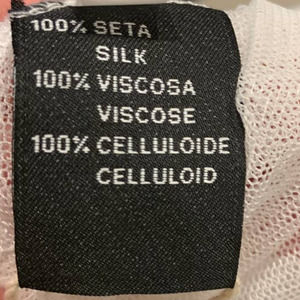 100% SETA
SILK
100% VISCOSA
VISCOSE
100% CELLULOIDE
CELLULOID